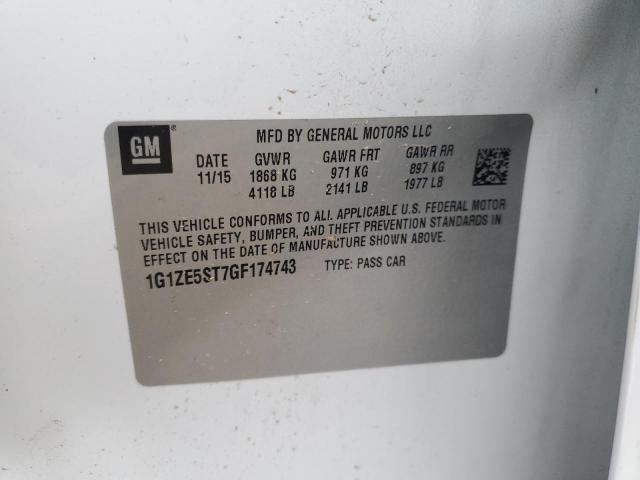 GM®
MFD BY GENERAL MOTORS LLC
DATE GVWR GAWR FRT GAWR RR
11/15 1868 KG 971 KG 897 KG
4118 LB 2141 LB 1977 LB
THIS VEHICLE CONFORMS TO ALL APPLICABLE U.S. FEDERAL MOTOR
VEHICLE SAFETY, BUMPER, AND THEFT PREVENTION STANDARDS IN
EFFECT ON THE DATE OF MANUFACTURE SHOWN ABOVE.
1G1ZE5ST7GF174743 TYPE: PASS CAR